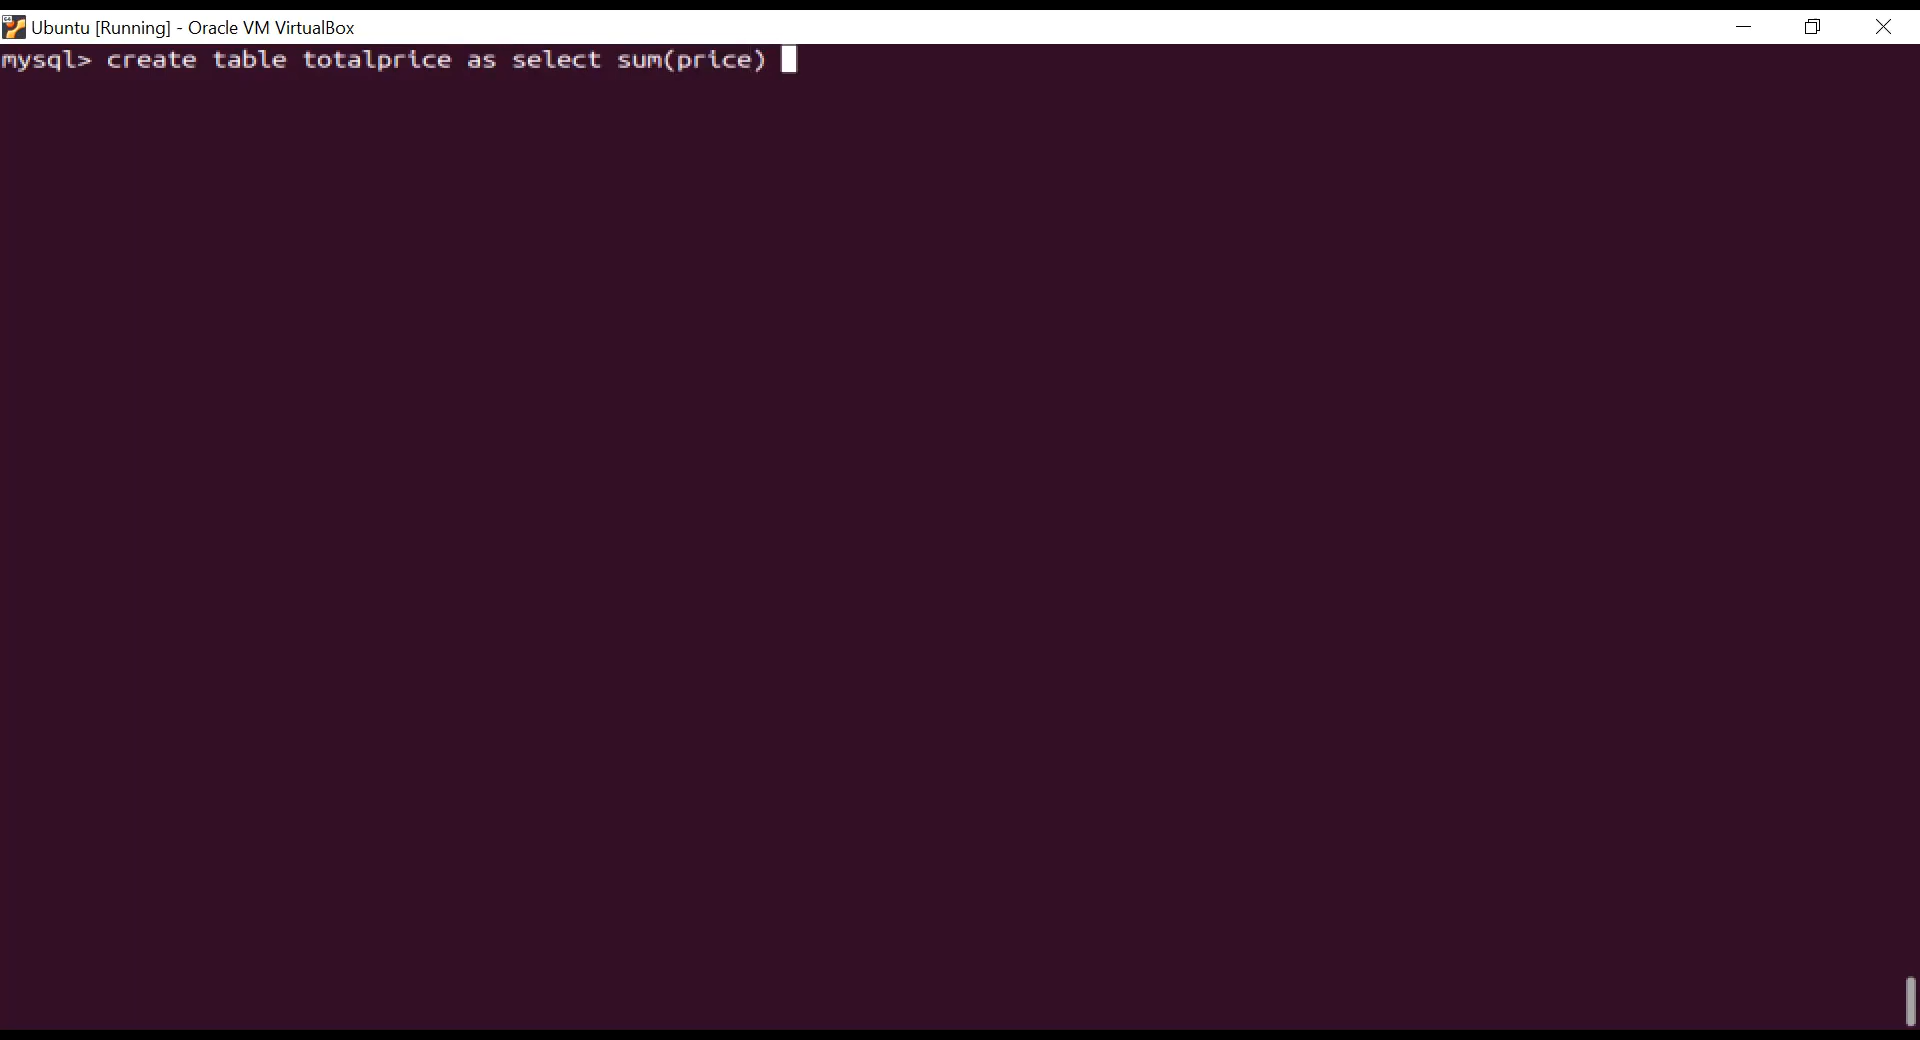 Ubuntu [Running] - Oracle VM VirtualBox
mysql> create table totalprice as select sum(price)